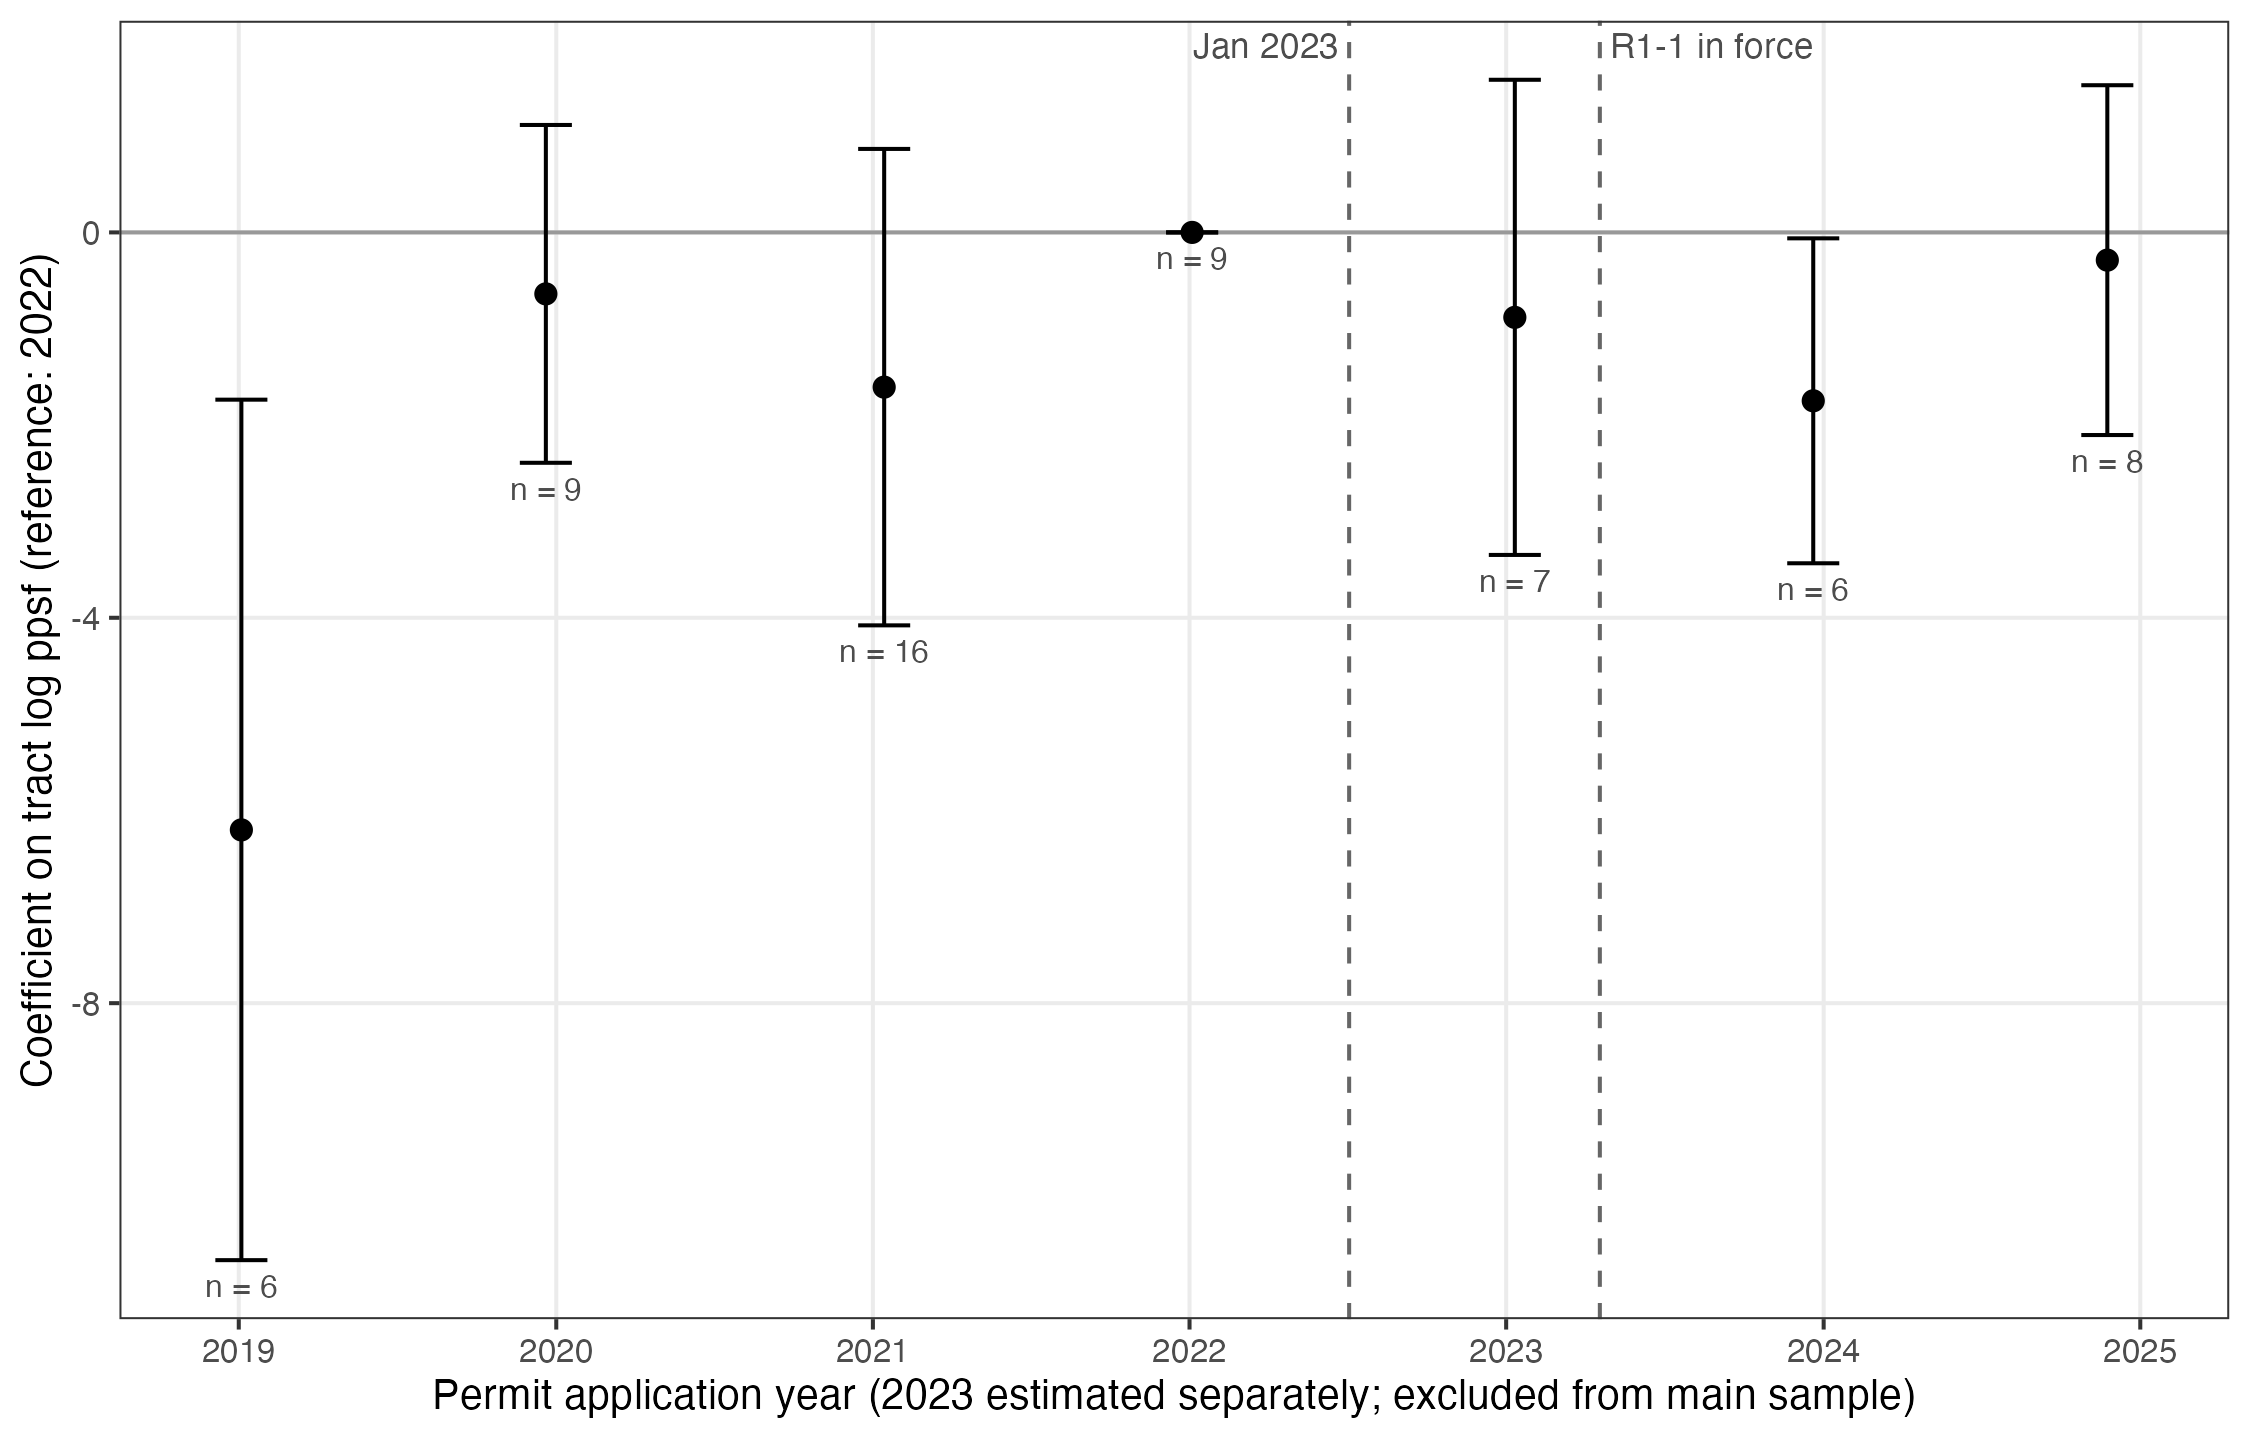 Jan 2023
R1-1 in force
0
-4
-8
Coefficient on tract log ppsf (reference: 2022)
n = 6
n = 9
n = 16
n = 9
n = 7
n = 6
n = 8
2019
2020
2021
2022
2023
2024
2025
Permit application year (2023 estimated separately; excluded from main sample)